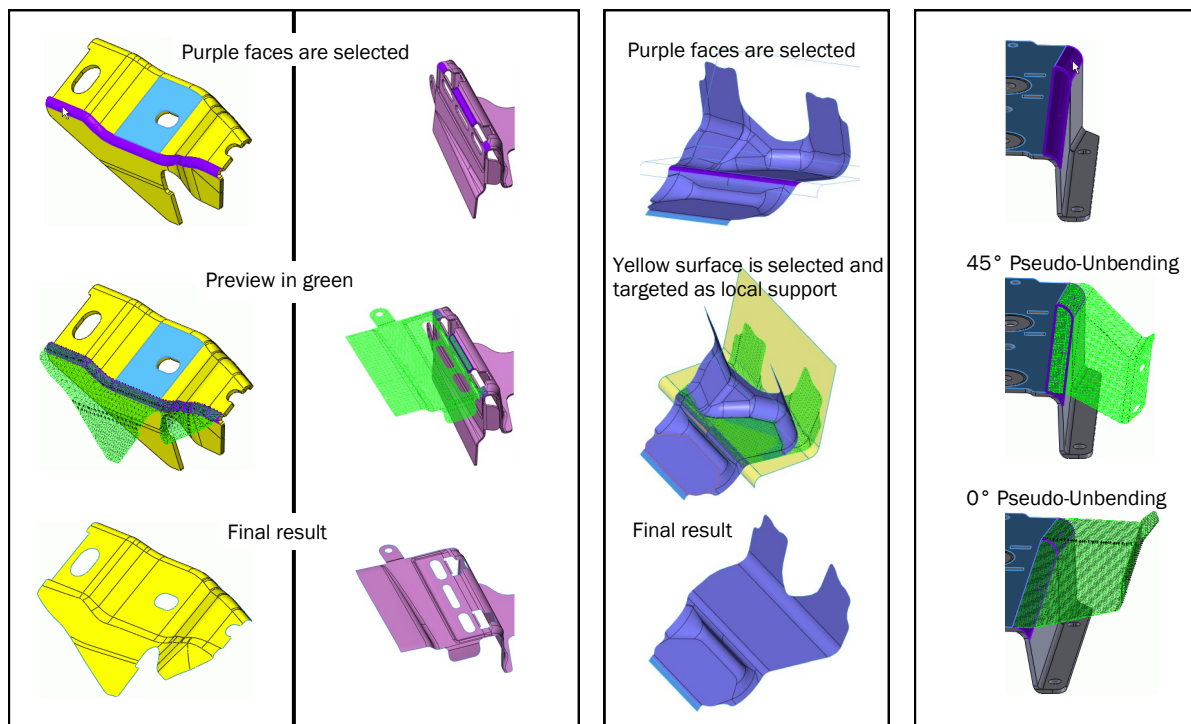 Purple faces are selected
Preview in green
Final result
Purple faces are selected
Yellow surface is selected and
targeted as local support
Final result
45° Pseudo-Unbending
0° Pseudo-Unbending